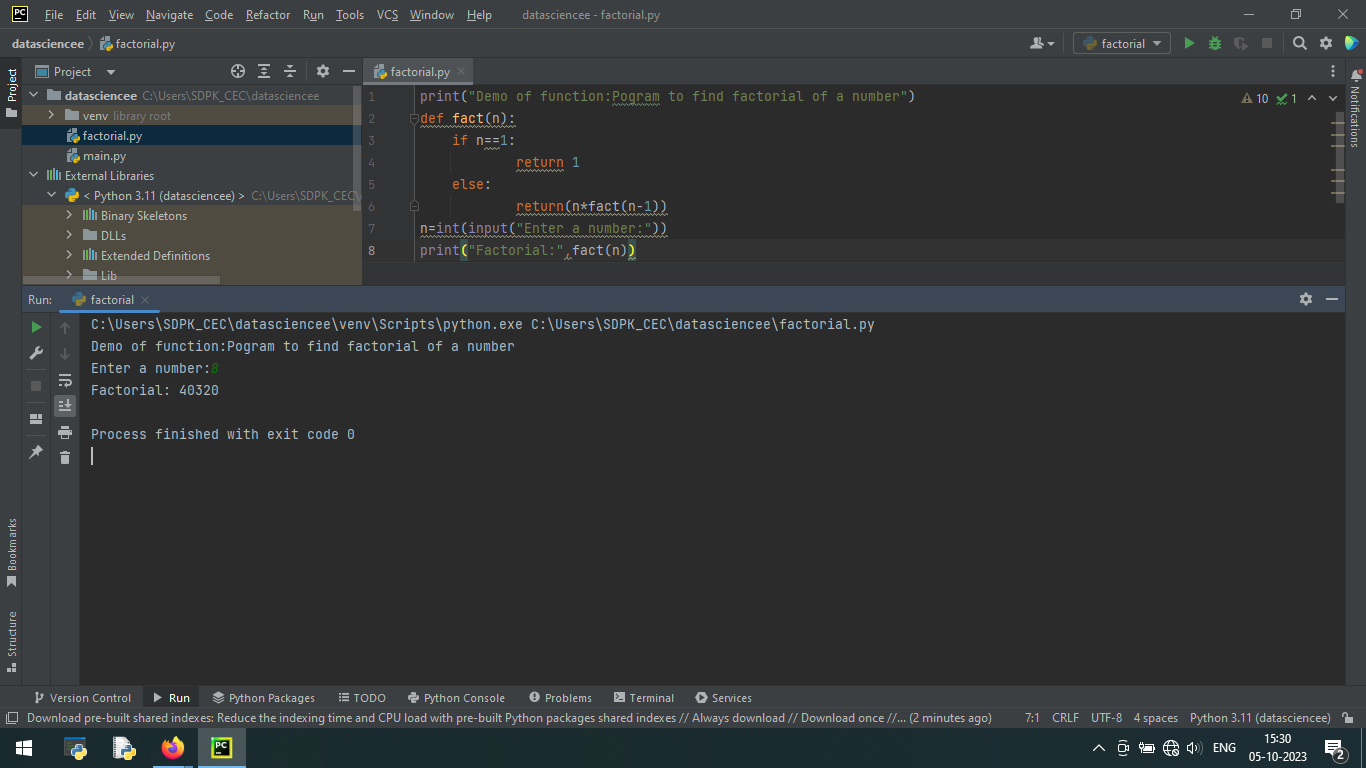 PC File Edit View Navigate Code Refactor Run Tools VCS Window Help datasciencee - factorial.py
datasciencee factorial.py factorial
Project factorial.py
datasciencee C:\Users\SDPK_CEC\datasciencee
venv library root
factorial.py
main.py
External Libraries
< Python 3.11 (datasciencee) > C:\Users\SDPK_CEC\
Binary Skeletons
DLLs
Extended Definitions
Lib
1 print("Demo of function:Pogram to find factorial of a number")
2 def fact(n):
3 if n==1:
4 return 1
5 else:
6 return(n*fact(n-1))
7 n=int(input("Enter a number:"))
8 print("Factorial:",fact(n))
10 1
Project
Notifications
Run: factorial
C:\Users\SDPK_CEC\datasciencee\venv\Scripts\python.exe C:\Users\SDPK_CEC\datasciencee\factorial.py
Demo of function:Pogram to find factorial of a number
Enter a number:8
Factorial: 40320
Process finished with exit code 0
Bookmarks
Structure
Version Control Run Python Packages TODO Python Console Problems Terminal Services
Download pre-built shared indexes: Reduce the indexing time and CPU load with pre-built Python packages shared indexes // Always download // Download once //... (2 minutes ago) 7:1 CRLF UTF-8 4 spaces Python 3.11 (datasciencee)
PC ENG 15:30
05-10-2023 2